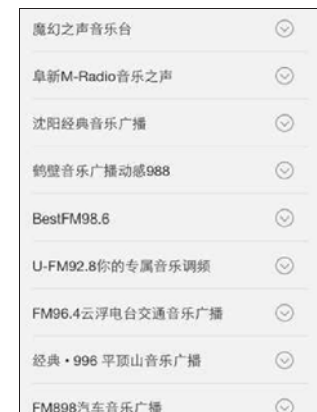 魔幻之声音乐台
阜新M-Radio音乐之声
沈阳经典音乐广播
鹤壁音乐广播动感988
BestFM98.6
U-FM92.8你的专属音乐调频
FM96.4云浮电台交通音乐广播
经典•996 平顶山音乐广播
FM898汽车音乐广播